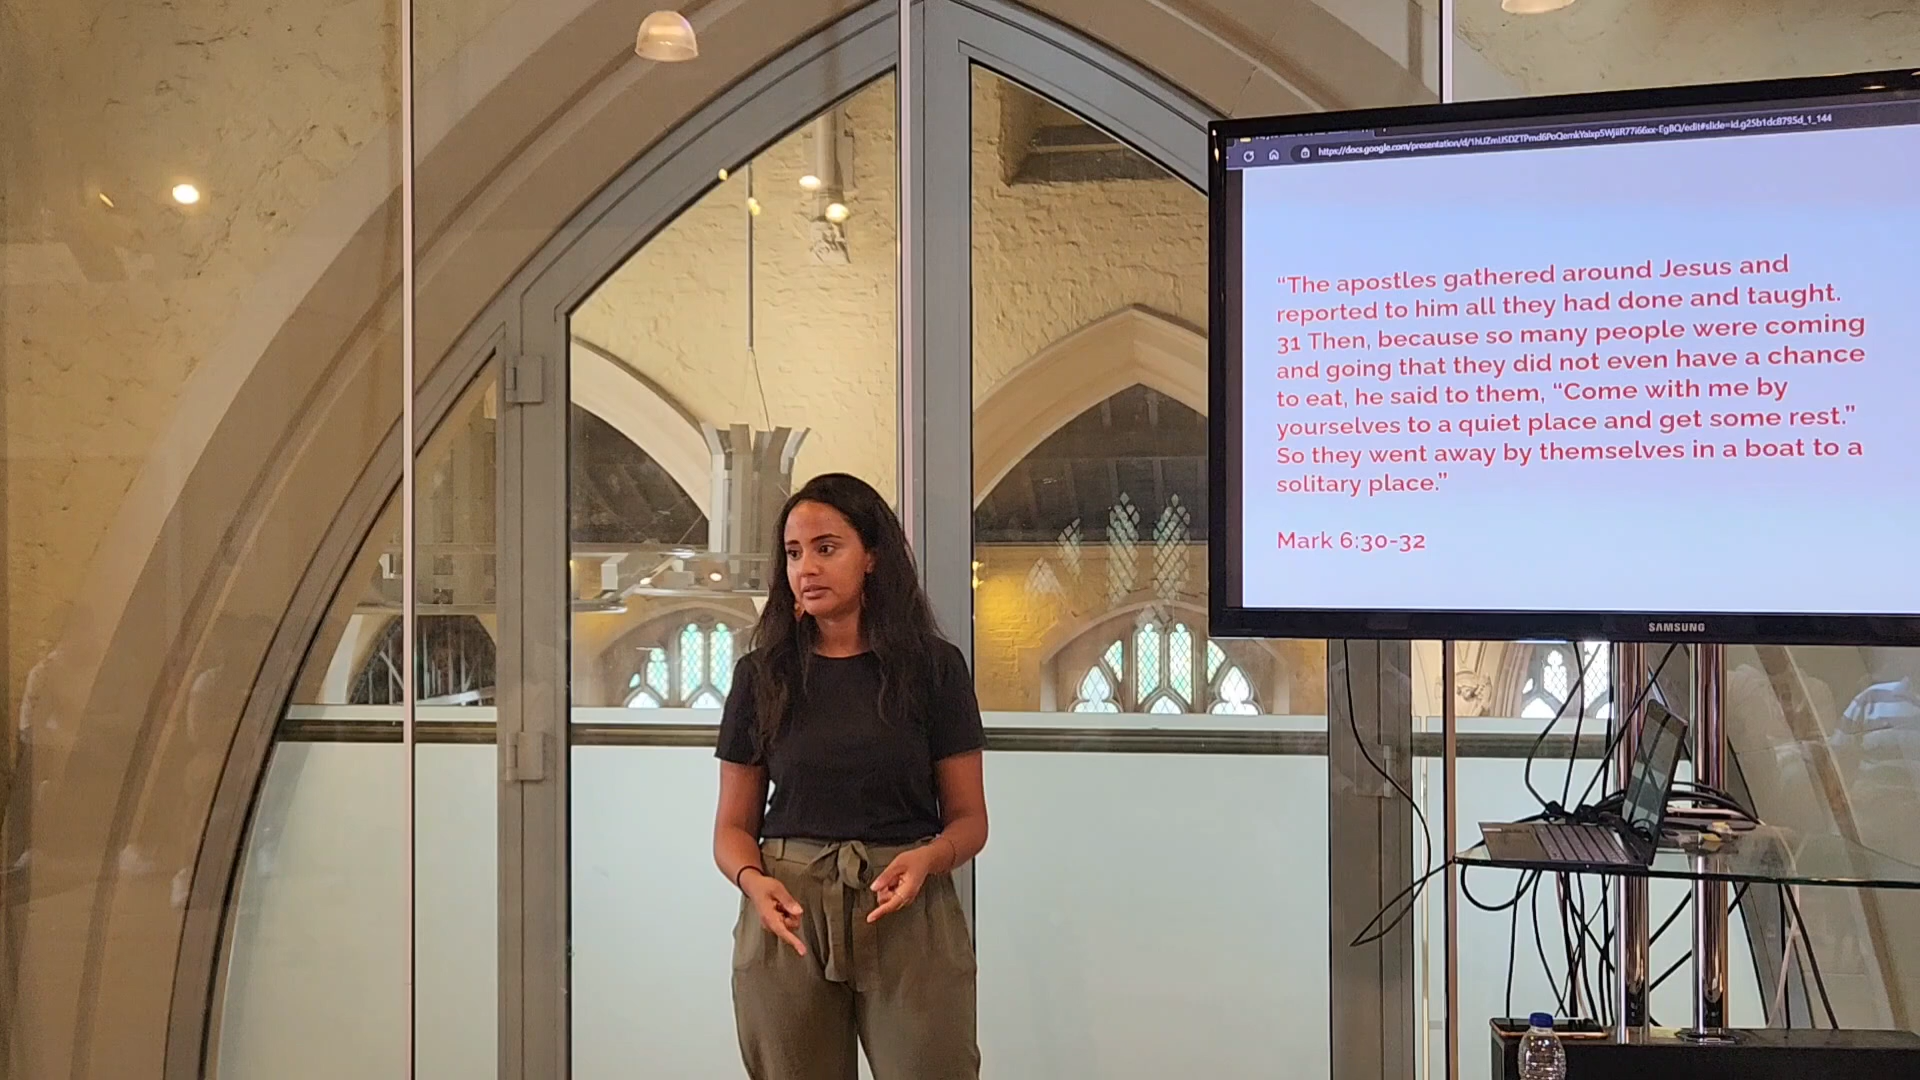 “The apostles gathered around Jesus and
reported to him all they had done and taught.
31 Then, because so many people were coming
and going that they did not even have a chance
to eat, he said to them, “Come with me by
yourselves to a quiet place and get some rest.”
So they went away by themselves in a boat to a
solitary place.”
Mark 6:30-32
SAMSUNG